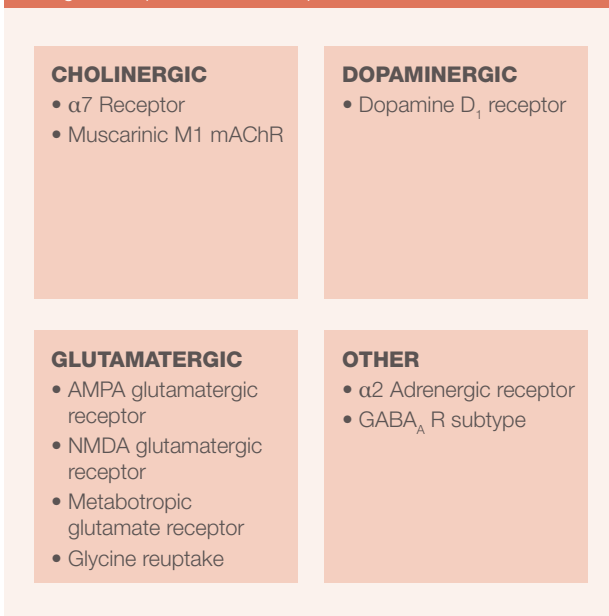 CHOLINERGIC
• α7 Receptor
• Muscarinic M1 mAChR
DOPAMINERGIC
• Dopamine D₁ receptor
GLUTAMATERGIC
• AMPA glutamatergic
receptor
• NMDA glutamatergic
receptor
• Metabotropic
glutamate receptor
• Glycine reuptake
OTHER
• α2 Adrenergic receptor
• GABA_A R subtype